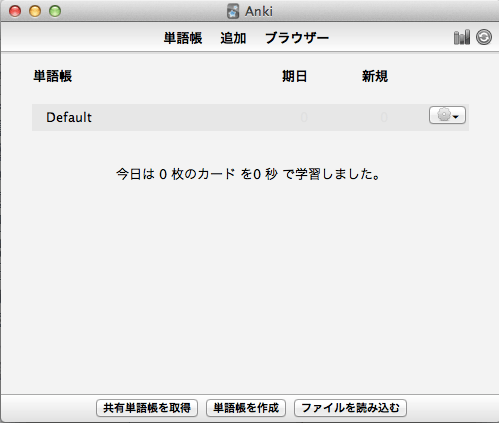 Anki
単語帳 追加 ブラウザー
単語帳 期日 新規
Default 0 0
今日は 0 枚のカード を0 秒 で学習しました。
共有単語帳を取得 単語帳を作成 ファイルを読み込む